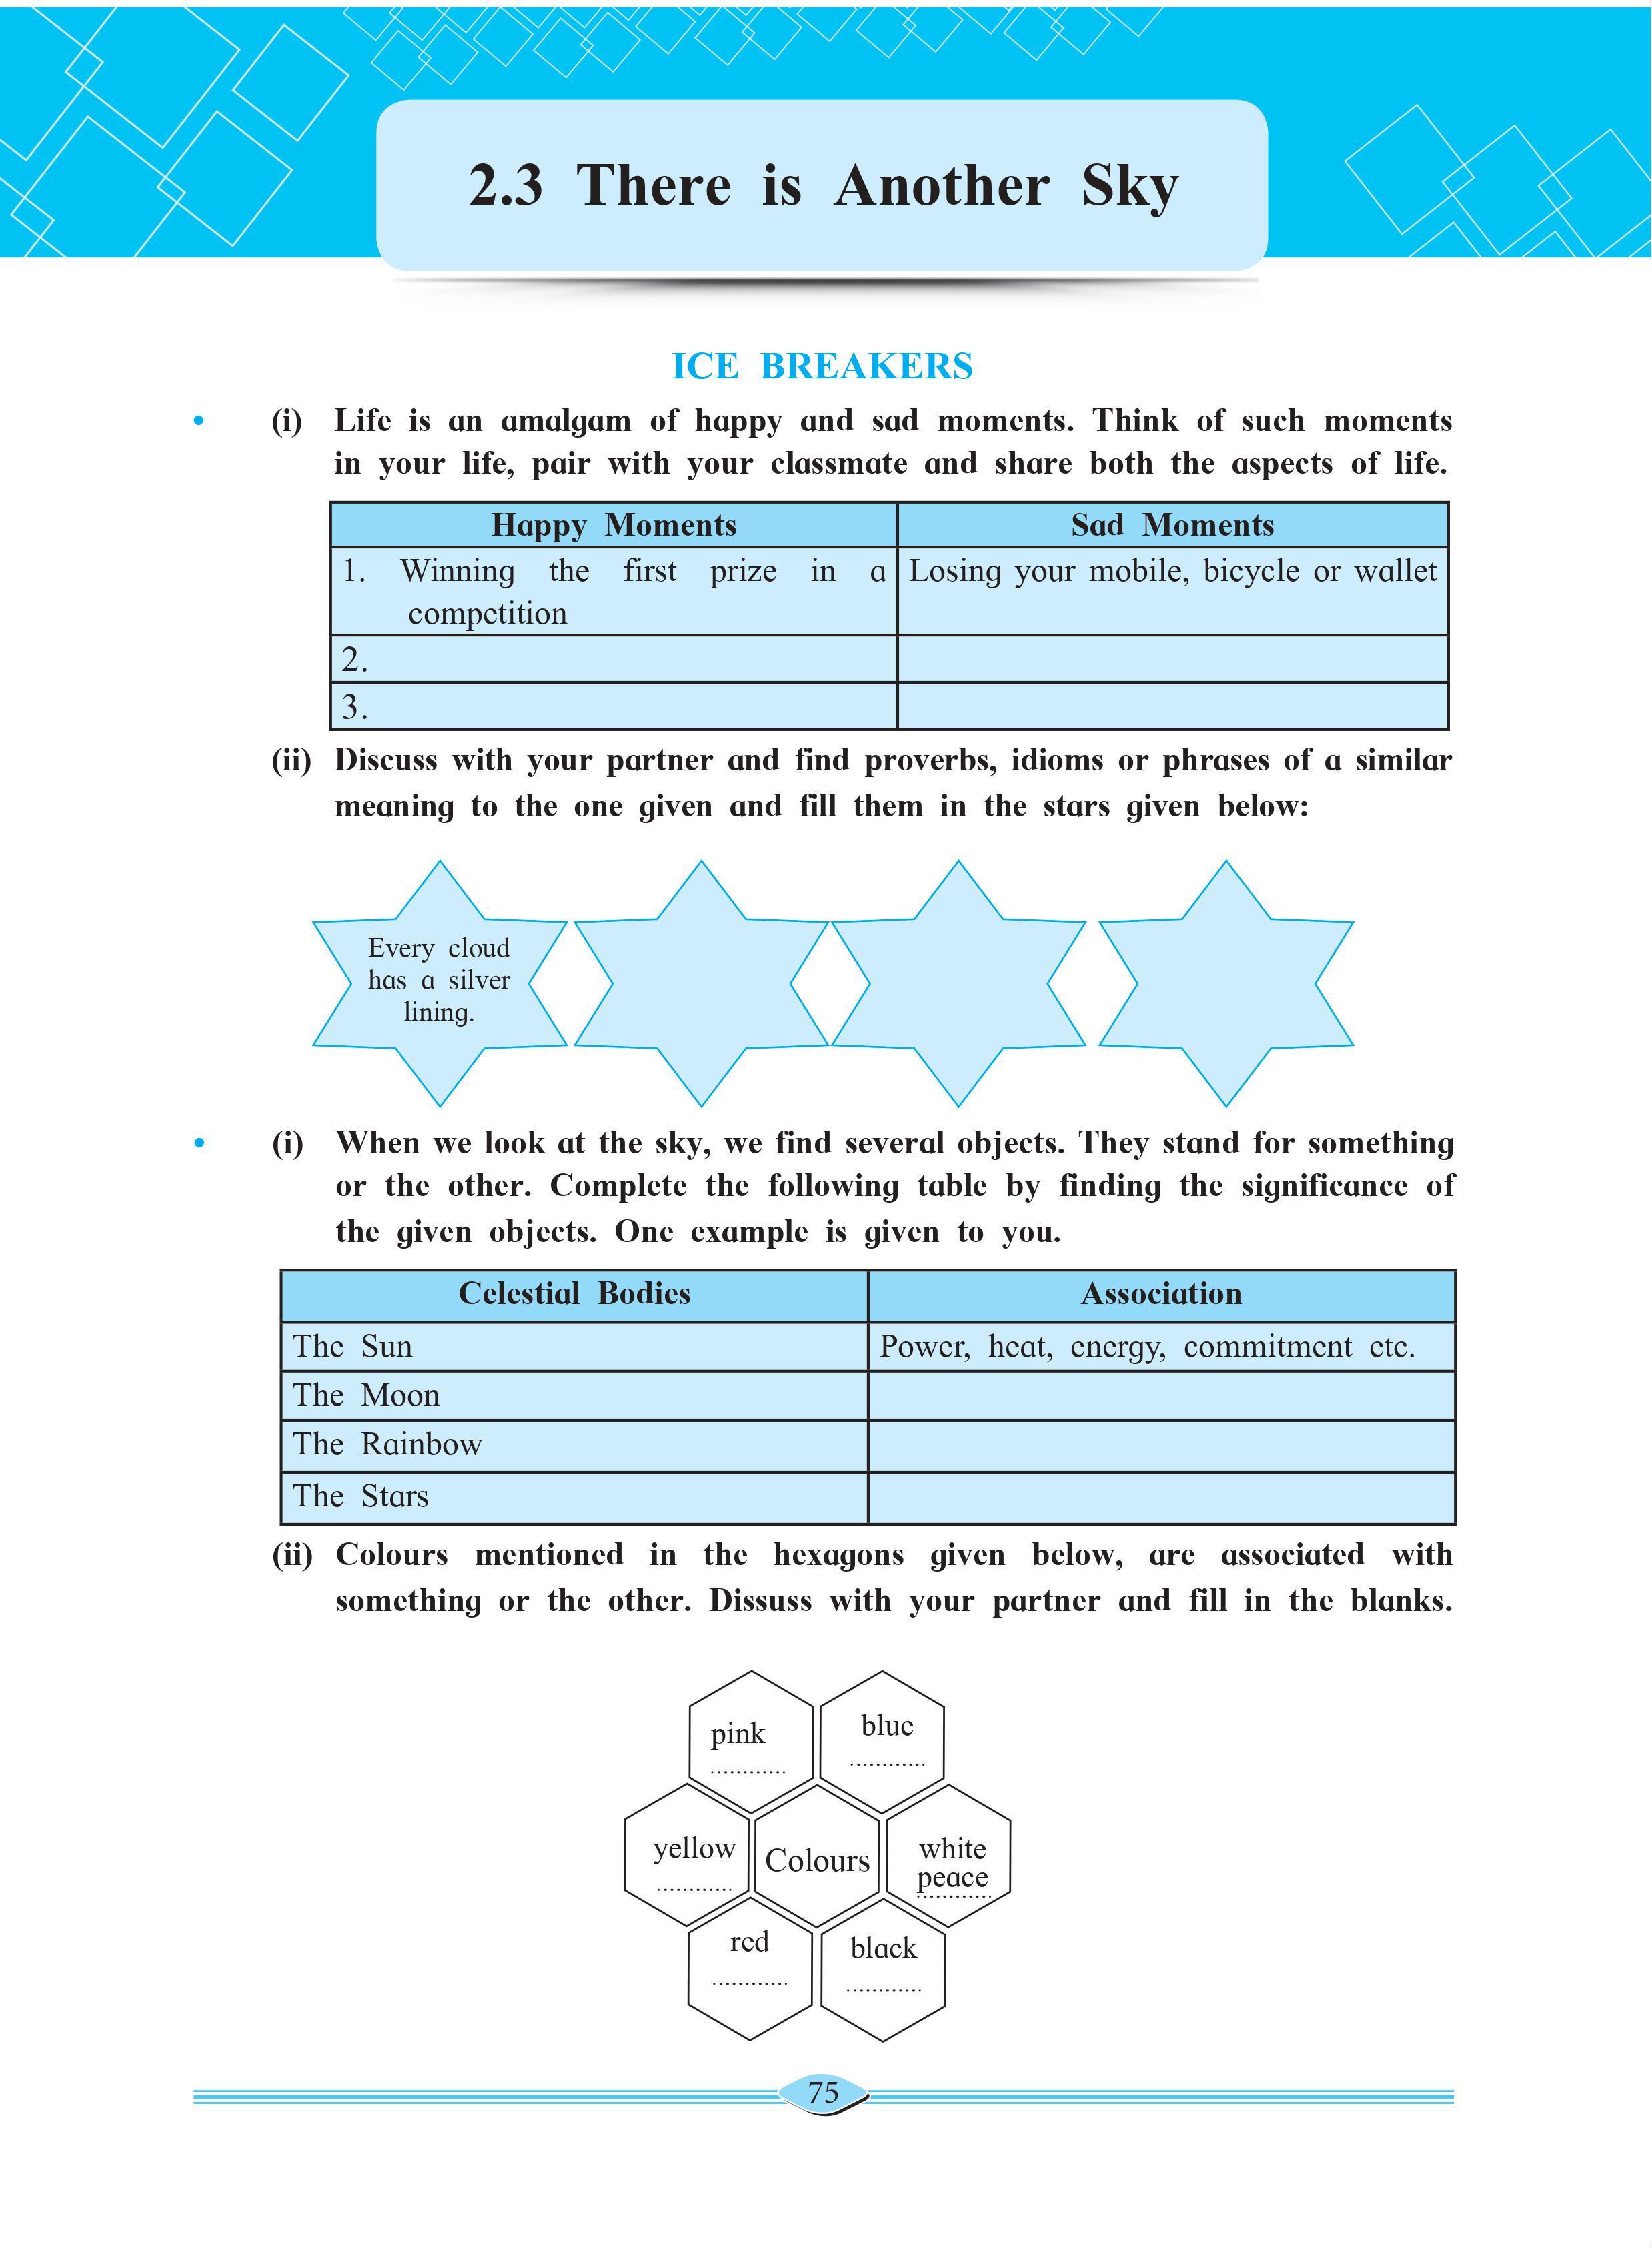 2.3 There is Another Sky
ICE BREAKERS
• (i) Life is an amalgam of happy and sad moments. Think of such moments
in your life, pair with your classmate and share both the aspects of life.
Happy Moments Sad Moments
1. Winning the first prize in a Losing your mobile, bicycle or wallet
competition
2.
3.
(ii) Discuss with your partner and find proverbs, idioms or phrases of a similar
meaning to the one given and fill them in the stars given below:
Every cloud
has a silver
lining.
• (i) When we look at the sky, we find several objects. They stand for something
or the other. Complete the following table by finding the significance of
the given objects. One example is given to you.
Celestial Bodies Association
The Sun Power, heat, energy, commitment etc.
The Moon
The Rainbow
The Stars
(ii) Colours mentioned in the hexagons given below, are associated with
something or the other. Dissuss with your partner and fill in the blanks.
pink blue
........... ...........
yellow Colours white
peace
........... ...........
red black
........... ...........
75